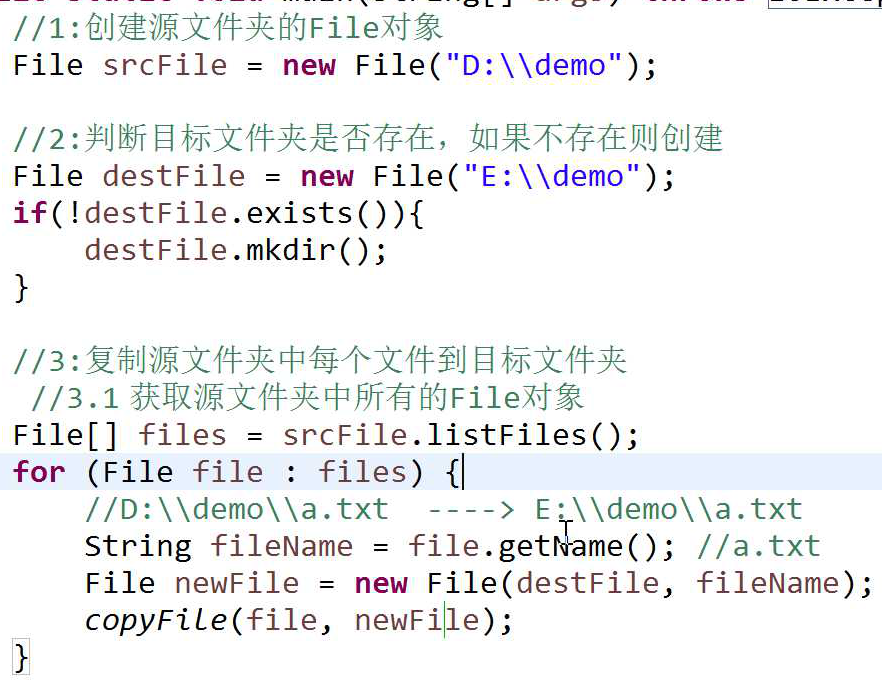 //1:创建源文件夹的File对象
File srcFile = new File("D:\\demo");
//2:判断目标文件夹是否存在，如果不存在则创建
File destFile = new File("E:\\demo");
if(!destFile.exists()){
destFile.mkdir();
}
//3:复制源文件夹中每个文件到目标文件夹
//3.1 获取源文件夹中所有的File对象
File[] files = srcFile.listFiles();
for (File file : files) {
//D:\\demo\\a.txt ----> E:\\demo\\a.txt
String fileName = file.getName(); //a.txt
File newFile = new File(destFile, fileName);
copyFile(file, newFile);
}